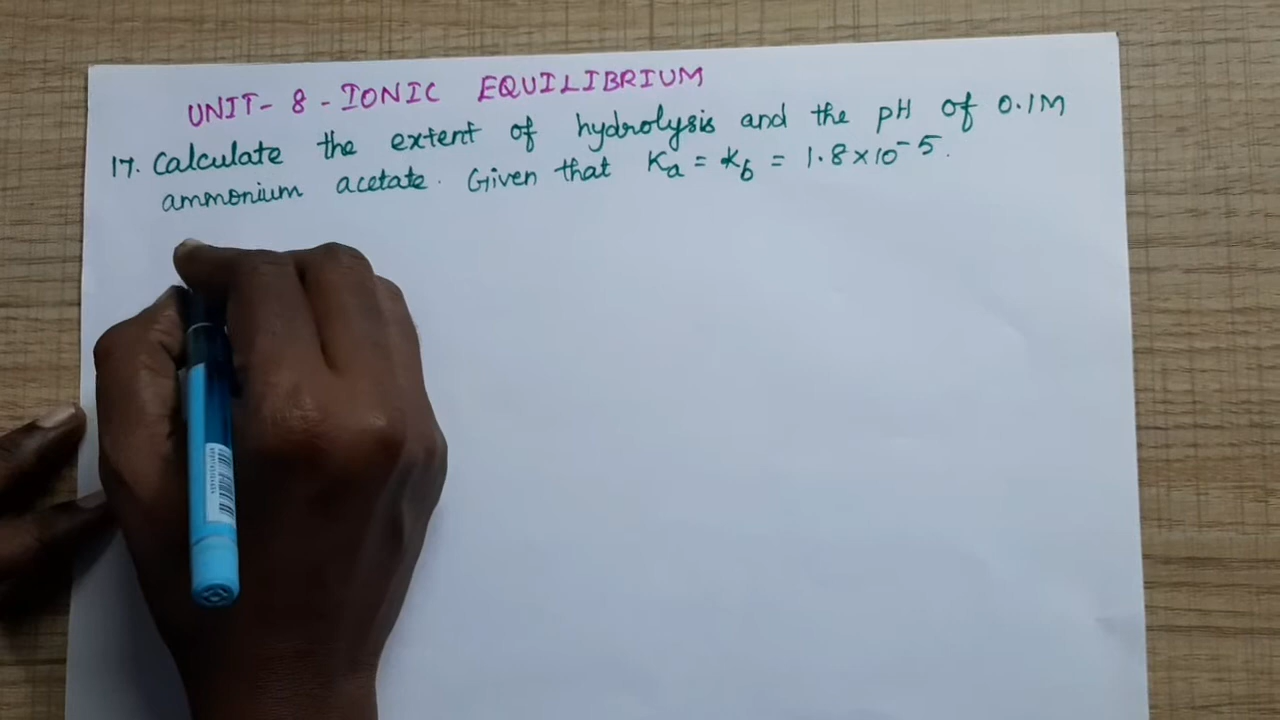 UNIT- 8 - IONIC EQUILIBRIUM
17. Calculate the extent of hydrolysis and the pH of 0.1M
ammonium acetate. Given that Ka = Kb = 1.8×10⁻⁵.